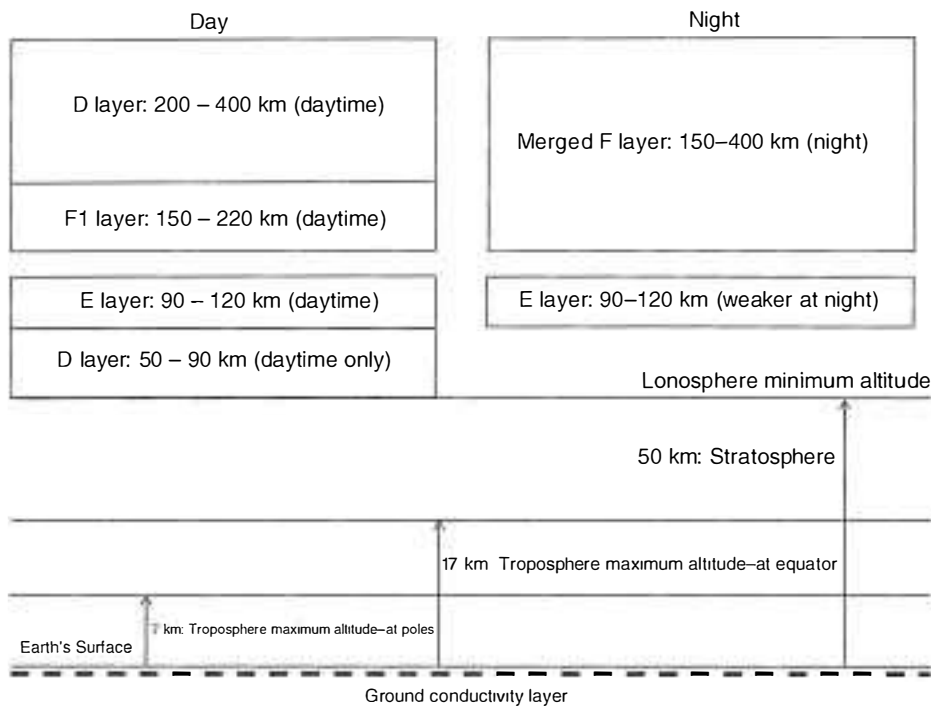 Day
Night
D layer: 200 – 400 km (daytime)
Merged F layer: 150–400 km (night)
F1 layer: 150 – 220 km (daytime)
E layer: 90 – 120 km (daytime)
E layer: 90–120 km (weaker at night)
D layer: 50 – 90 km (daytime only)
Lonosphere minimum altitude
50 km: Stratosphere
17 km Troposphere maximum altitude–at equator
7 km: Troposphere maximum altitude–at poles
Earth's Surface
Ground conductivity layer